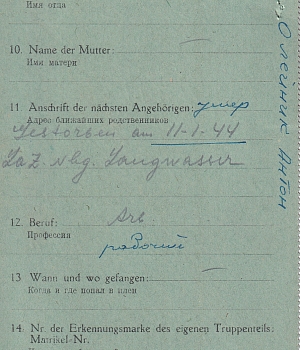 Имя отца
10. Name der Mutter: —
Имя матери
11. Anschrift der nächsten Angehörigen: умер
Адрес ближайших родственников
Gestorben am 11-1-44
Laz. Nbg. Langwasser
12. Beruf: Arb
Профессия
рабочий
13 Wann und wo gefangen: —
Когда и где попал в плен
14. Nr. der Erkennungsmarke des eigenen Truppenteils:
Matrikel-Nr.
Олейник Антон